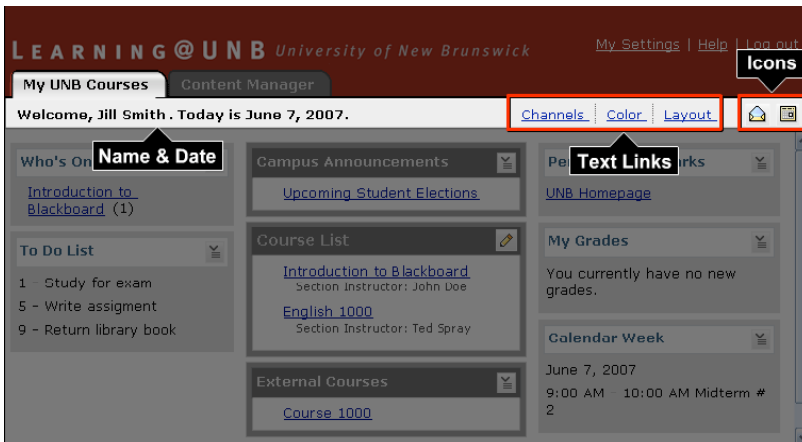 LEARNING@UNB University of New Brunswick
My Settings | Help | Log out
Icons
My UNB Courses
Content Manager
Welcome, Jill Smith. Today is June 7, 2007.
Channels
Color
Layout
Name & Date
Text Links
Who's On
Introduction to
Blackboard (1)
To Do List
1 - Study for exam
5 - Write assigment
9 - Return library book
Campus Announcements
Upcoming Student Elections
Course List
Introduction to Blackboard
Section Instructor: John Doe
English 1000
Section Instructor: Ted Spray
External Courses
Course 1000
UNB Homepage
My Grades
You currently have no new
grades.
Calendar Week
June 7, 2007
9:00 AM - 10:00 AM Midterm #
2